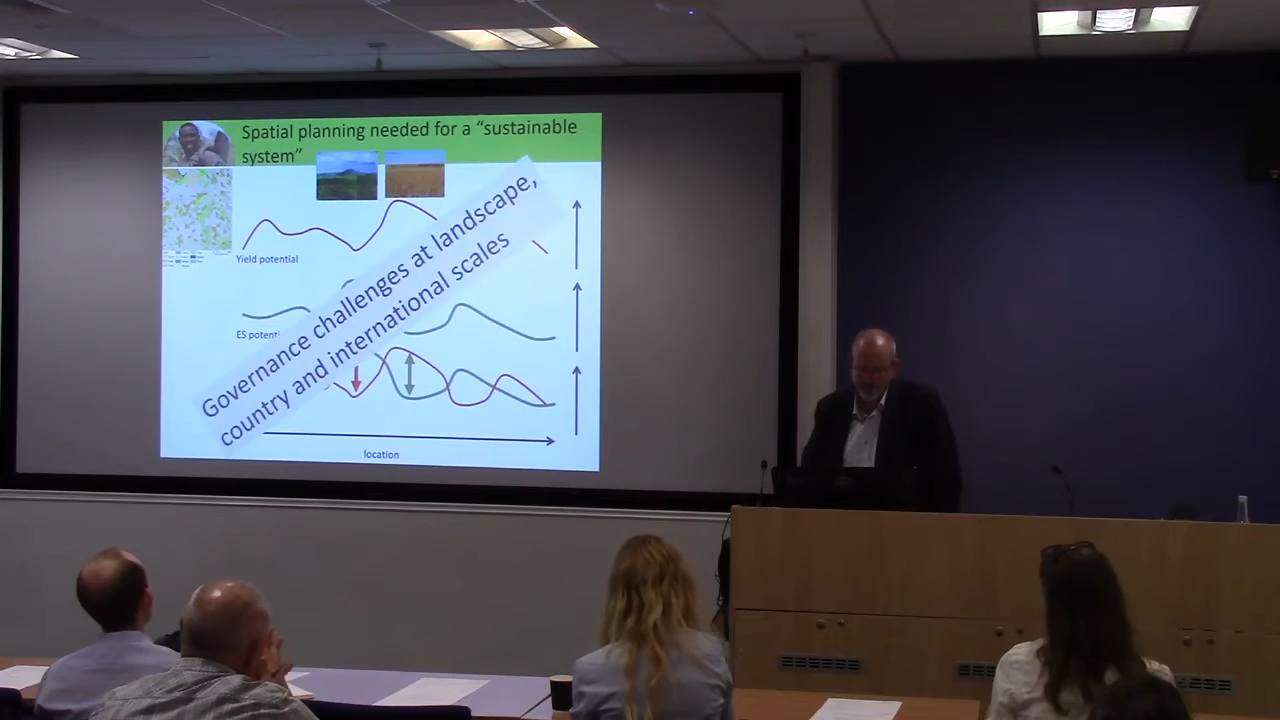 Spatial planning needed for a “sustainable
system”
Yield potential
ES potenti
Governance challenges at landscape,
country and international scales
location